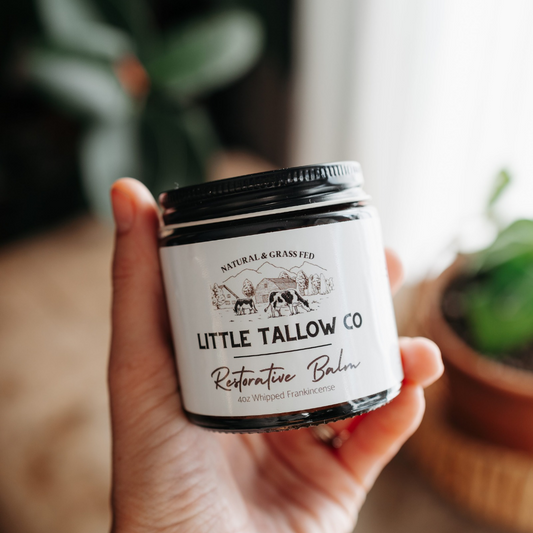 NATURAL & GRASS FED
LITTLE TALLOW CO
Restorative Balm
4oz Whipped Frankincense